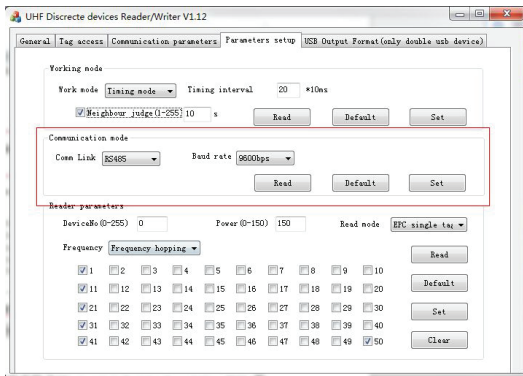 UHF Discrecte devices Reader/Writer V1.12
General Tag access Communication parameters Parameters setup USB Output Format(only double usb device)
Working mode
Work mode Timing mode Timing interval 20 *10ms
Neighbour judge(1-255) 10 s Read Default Set
Communication mode
Comm Link RS485 Baud rate 9600bps
Read Default Set
Reader parameters
DeviceNo(0-255) 0 Power(0-150) 150 Read mode EPC single tag
Frequency Frequency hopping Read
1 2 3 4 5 6 7 8 9 10
Default
11 12 13 14 15 16 17 18 19 20
21 22 23 24 25 26 27 28 29 30
Set
31 32 33 34 35 36 37 38 39 40
41 42 43 44 45 46 47 48 49 50 Clear